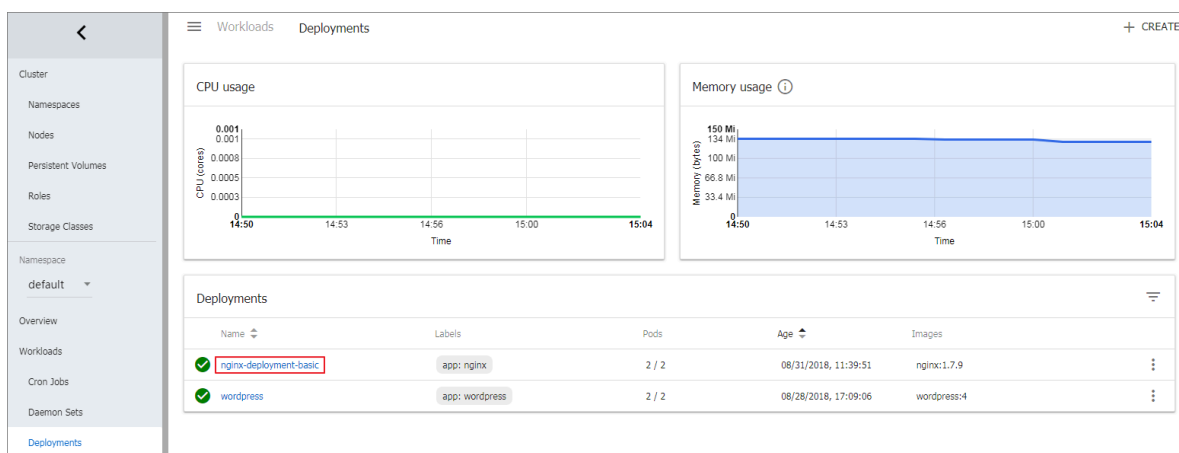 Workloads Deployments
+ CREATE
Cluster
Namespaces
Nodes
Persistent Volumes
Roles
Storage Classes
Namespace
default
Overview
Workloads
Cron Jobs
Daemon Sets
Deployments
CPU usage
CPU (cores)
0.001
0.001
0.0008
0.0005
0.0003
0
14:50 14:53 14:56 15:00 15:04
Time
Memory usage
Memory (bytes)
150 Mi
134 Mi
100 Mi
66.8 Mi
33.4 Mi
0
14:50 14:53 14:56 15:00 15:04
Time
Deployments
Name Labels Pods Age Images
nginx-deployment-basic app: nginx 2 / 2 08/31/2018, 11:39:51 nginx:1.7.9
wordpress app: wordpress 2 / 2 08/28/2018, 17:09:06 wordpress:4